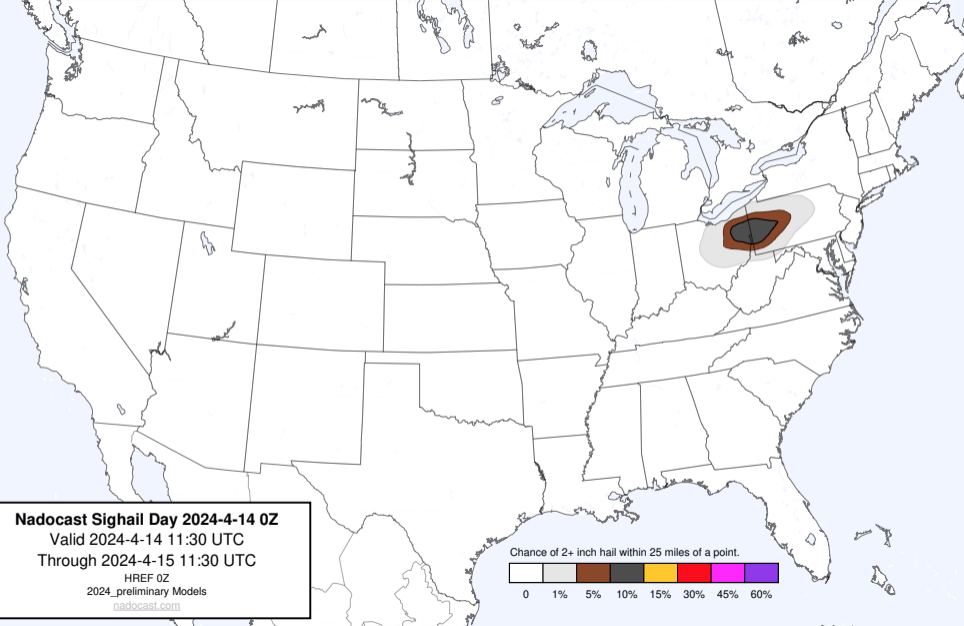 Nadocast Sighail Day 2024-4-14 0Z
Valid 2024-4-14 11:30 UTC
Through 2024-4-15 11:30 UTC
HREF 0Z
2024_preliminary Models
nadocast.com
Chance of 2+ inch hail within 25 miles of a point.
0 1% 5% 10% 15% 30% 45% 60%